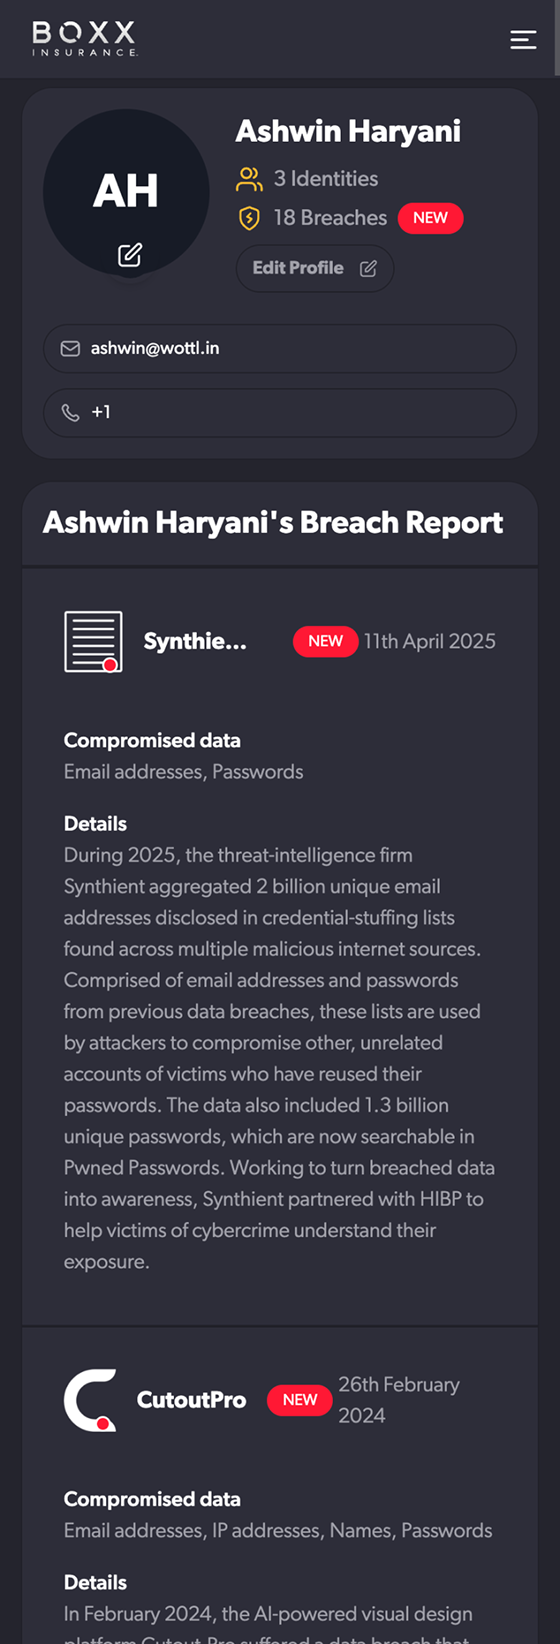 BOXX
INSURANCE.
AH
Ashwin Haryani
3 Identities
18 Breaches NEW
Edit Profile
ashwin@wottl.in
+1
Ashwin Haryani's Breach Report
Synthie... NEW 11th April 2025
Compromised data
Email addresses, Passwords
Details
During 2025, the threat-intelligence firm
Synthient aggregated 2 billion unique email
addresses disclosed in credential-stuffing lists
found across multiple malicious internet sources.
Comprised of email addresses and passwords
from previous data breaches, these lists are used
by attackers to compromise other, unrelated
accounts of victims who have reused their
passwords. The data also included 1.3 billion
unique passwords, which are now searchable in
Pwned Passwords. Working to turn breached data
into awareness, Synthient partnered with HIBP to
help victims of cybercrime understand their
exposure.
CutoutPro NEW 26th February
2024
Compromised data
Email addresses, IP addresses, Names, Passwords
Details
In February 2024, the AI-powered visual design
platform Cutout.Pro suffered a data breach that